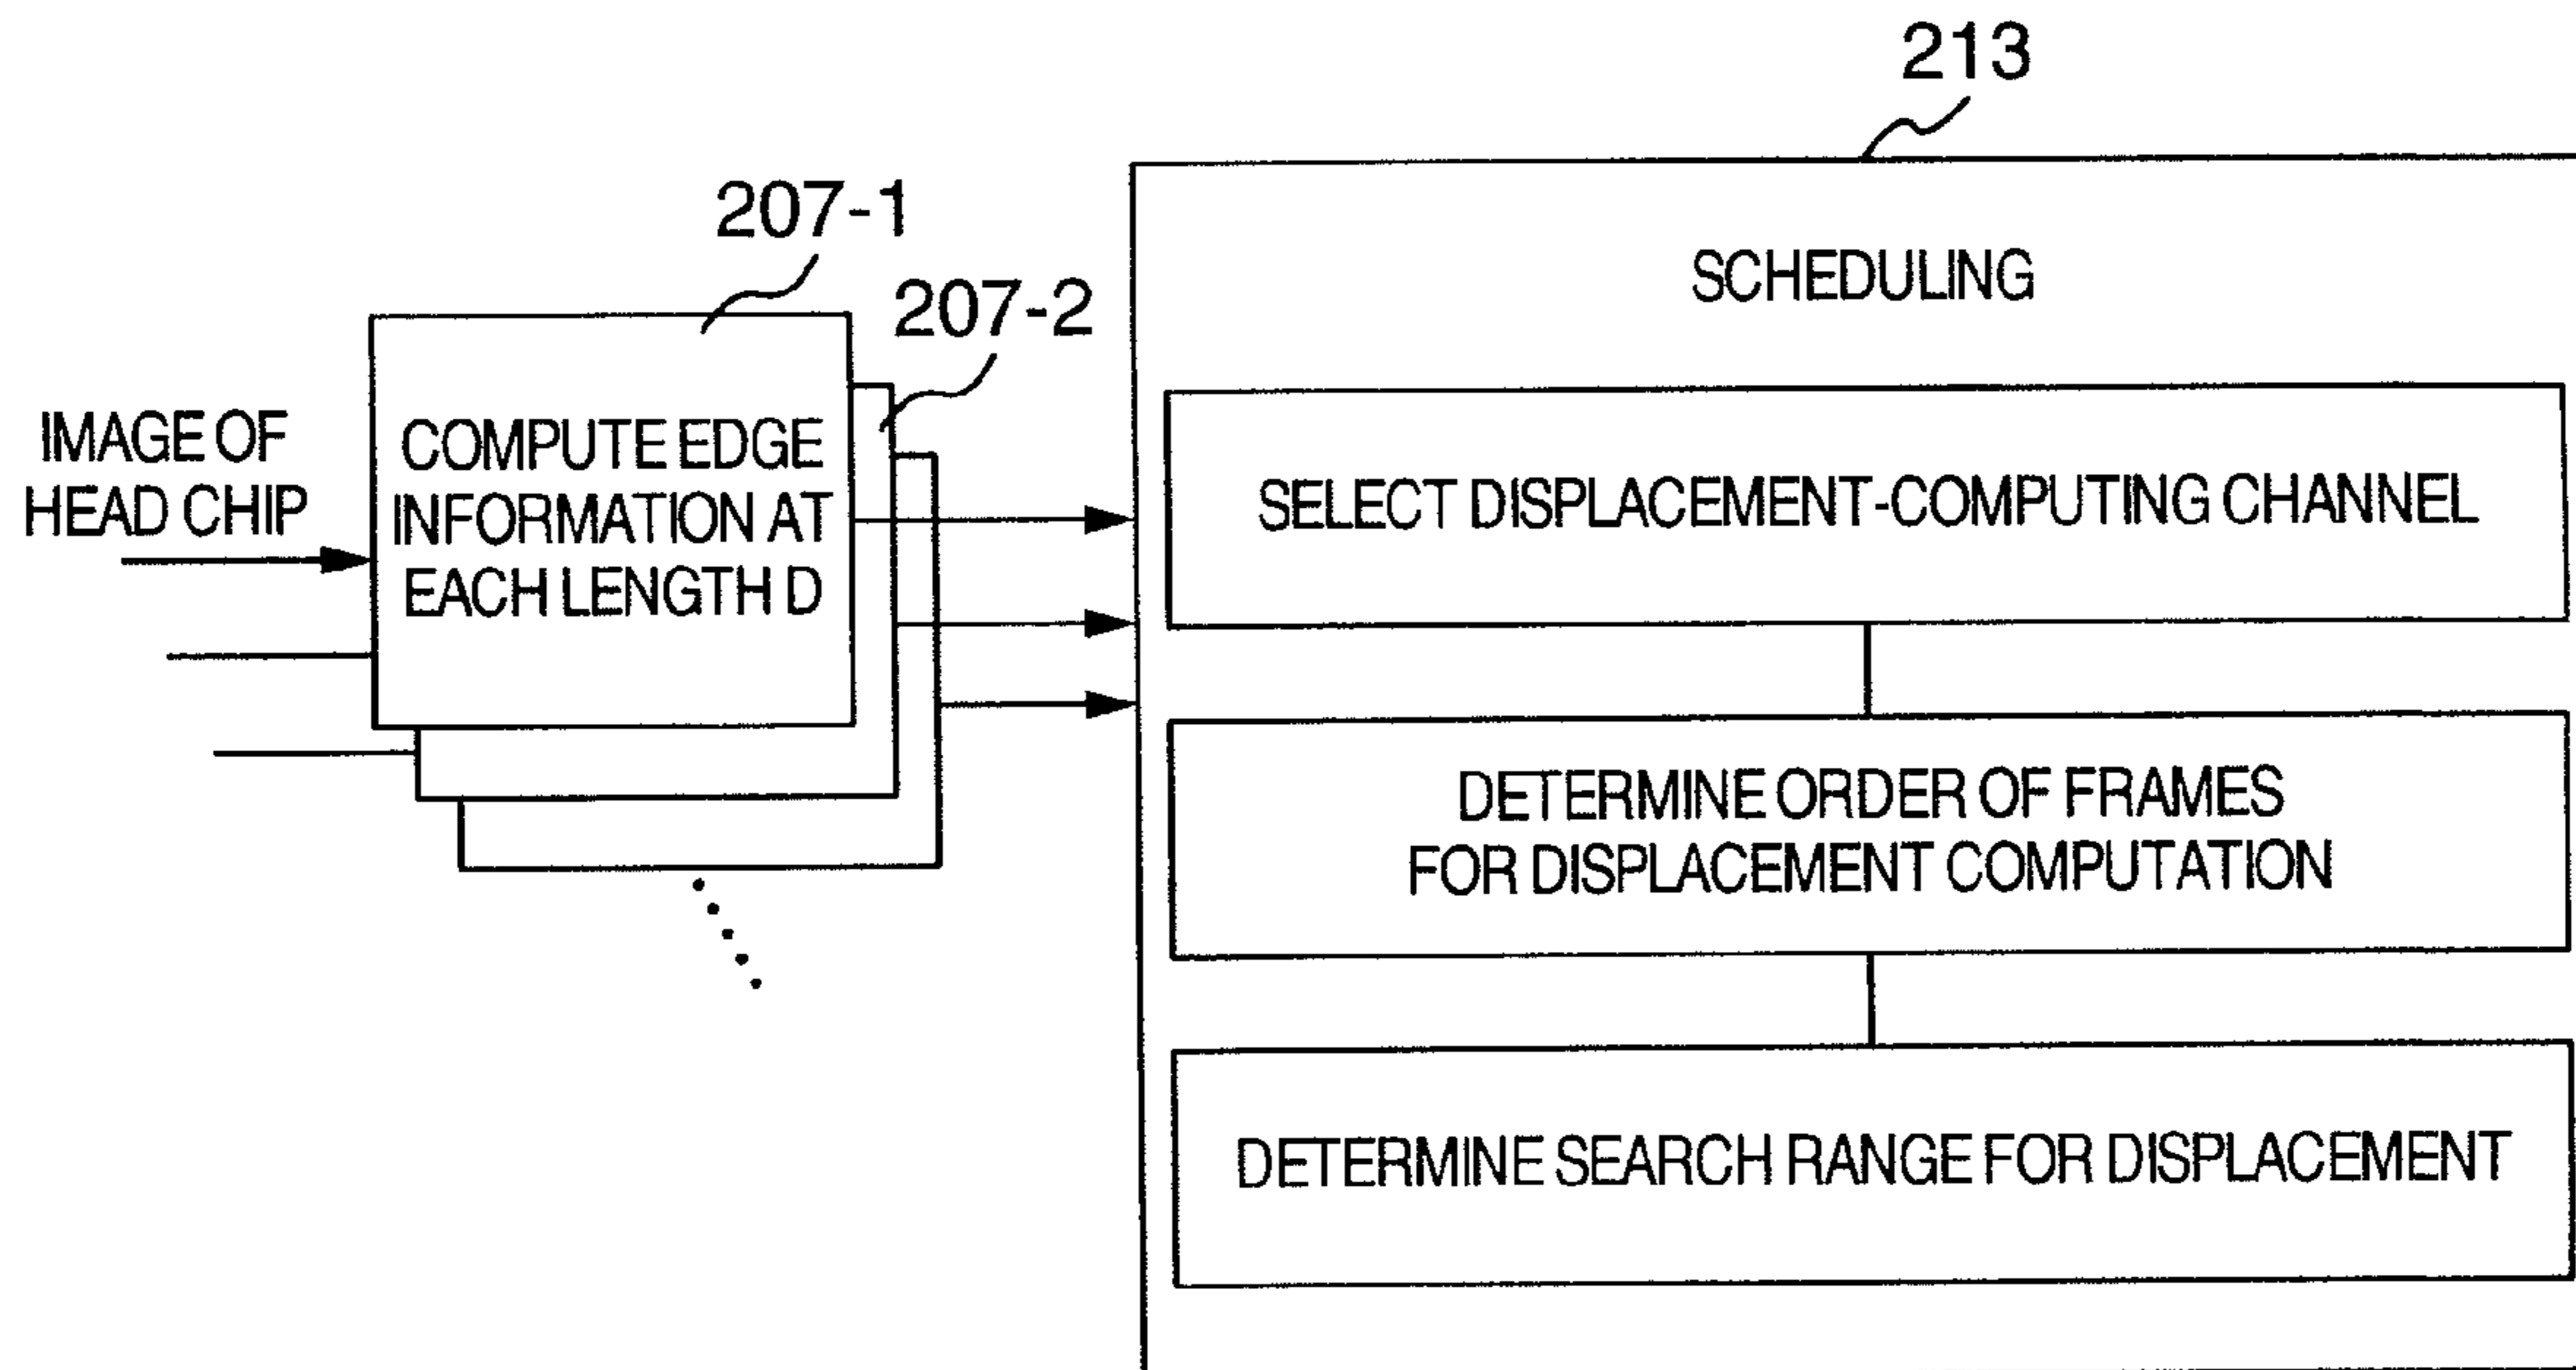 213
207-1
207-2
IMAGE OF
HEAD CHIP
COMPUTE EDGE
INFORMATION AT
EACH LENGTH D
SCHEDULING
SELECT DISPLACEMENT-COMPUTING CHANNEL
DETERMINE ORDER OF FRAMES
FOR DISPLACEMENT COMPUTATION
DETERMINE SEARCH RANGE FOR DISPLACEMENT